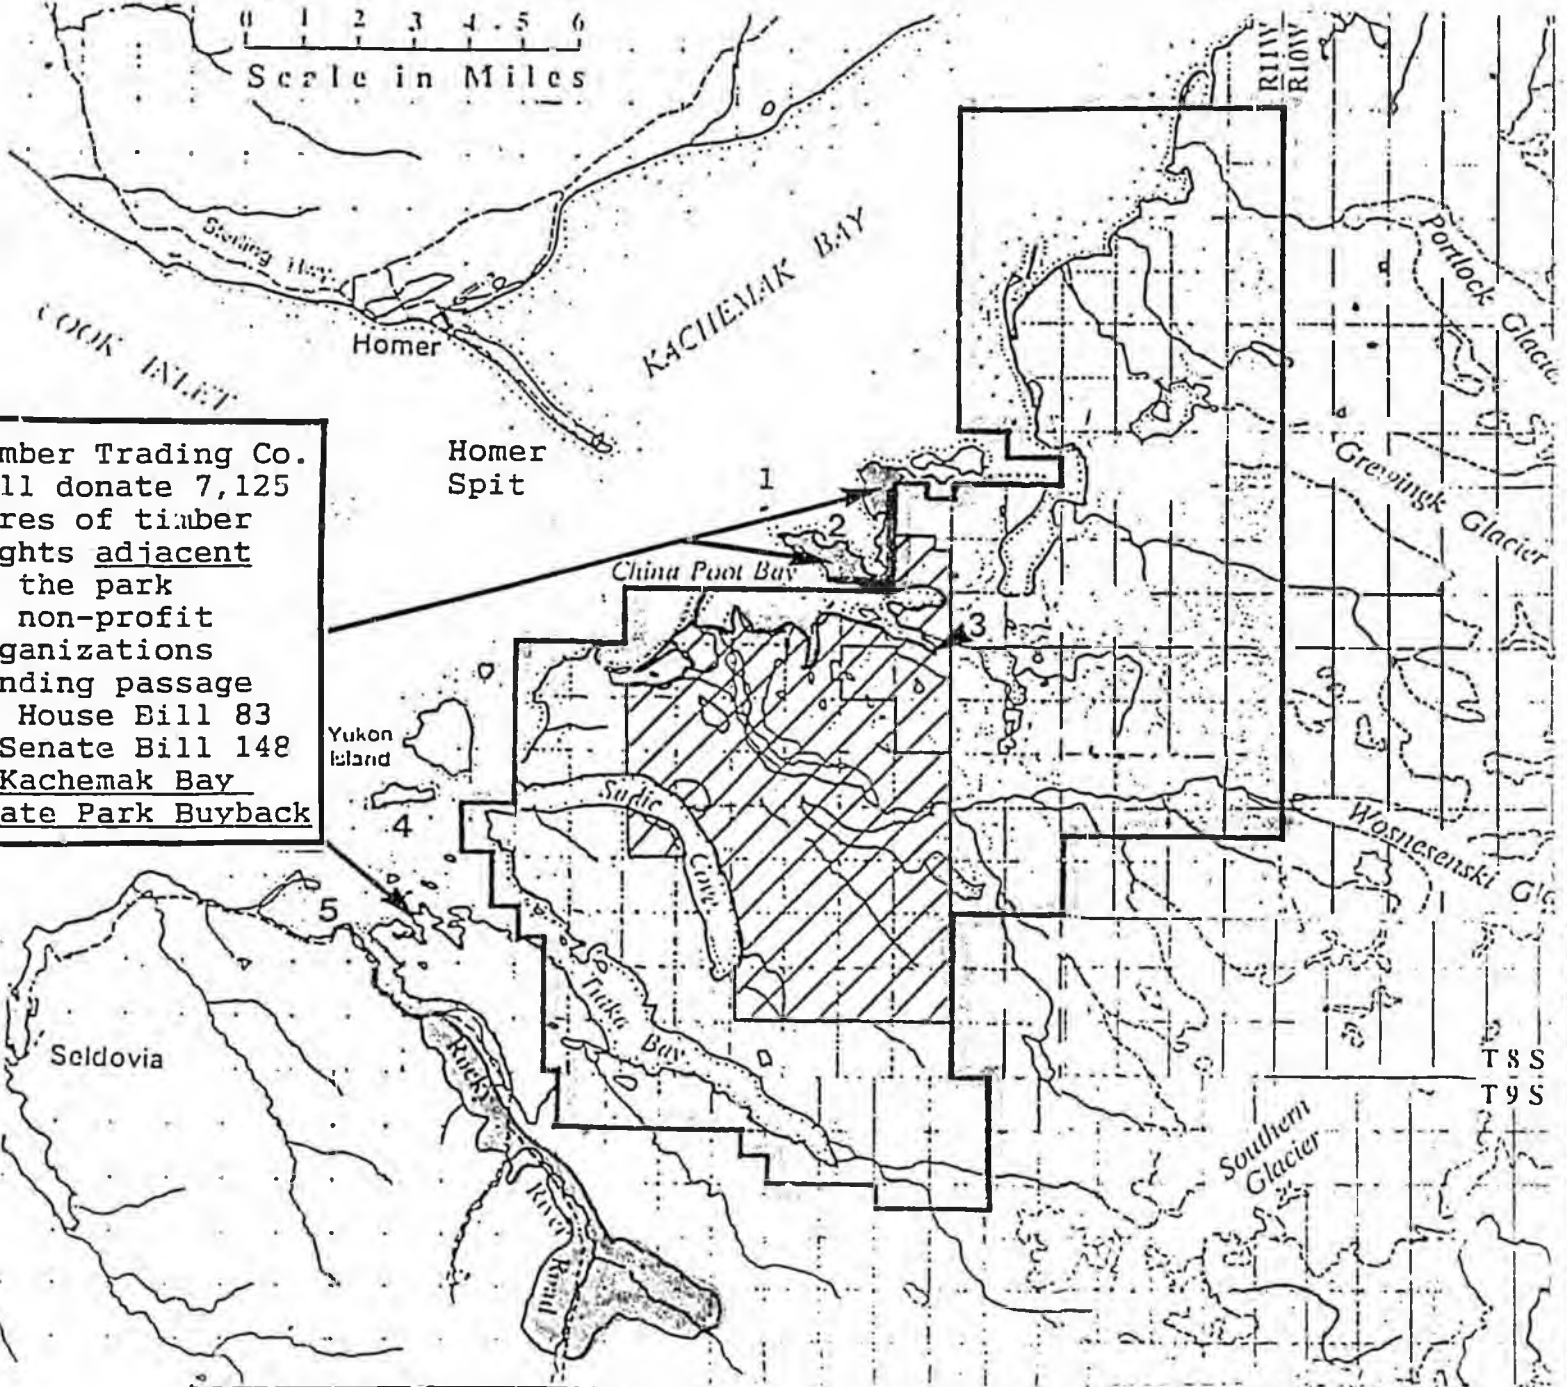 0 1 2 3 4 5 6
Scale in Miles
R11W
R10W
Portlock
Glacie
Sterling Hwy.
COOK INLET
Homer
KACHEMAK BAY
Homer
Spit
mber Trading Co.
ll donate 7,125
res of timber
ghts adjacent
the park
non-profit
ganizations
nding passage
House Bill 83
Senate Bill 148
Kachemak Bay
ate Park Buyback
1
2
China Poot Bay
3
Grewingk
Glacier
Yukon
Island
4
Sadie
Cove
Wosnesenski Gla
5
Tutka
Bay
Seldovia
Rocky
River
Road
T8S
T9S
Southern
Glacier